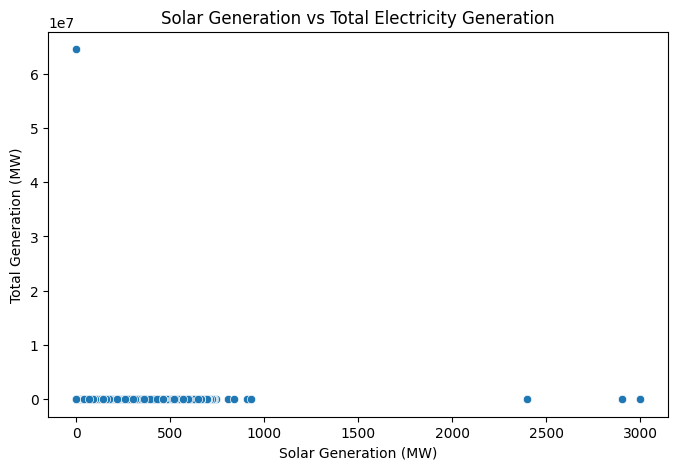 Solar Generation vs Total Electricity Generation
1e7
6
5
4
3
2
1
0
Total Generation (MW)
0 500 1000 1500 2000 2500 3000
Solar Generation (MW)